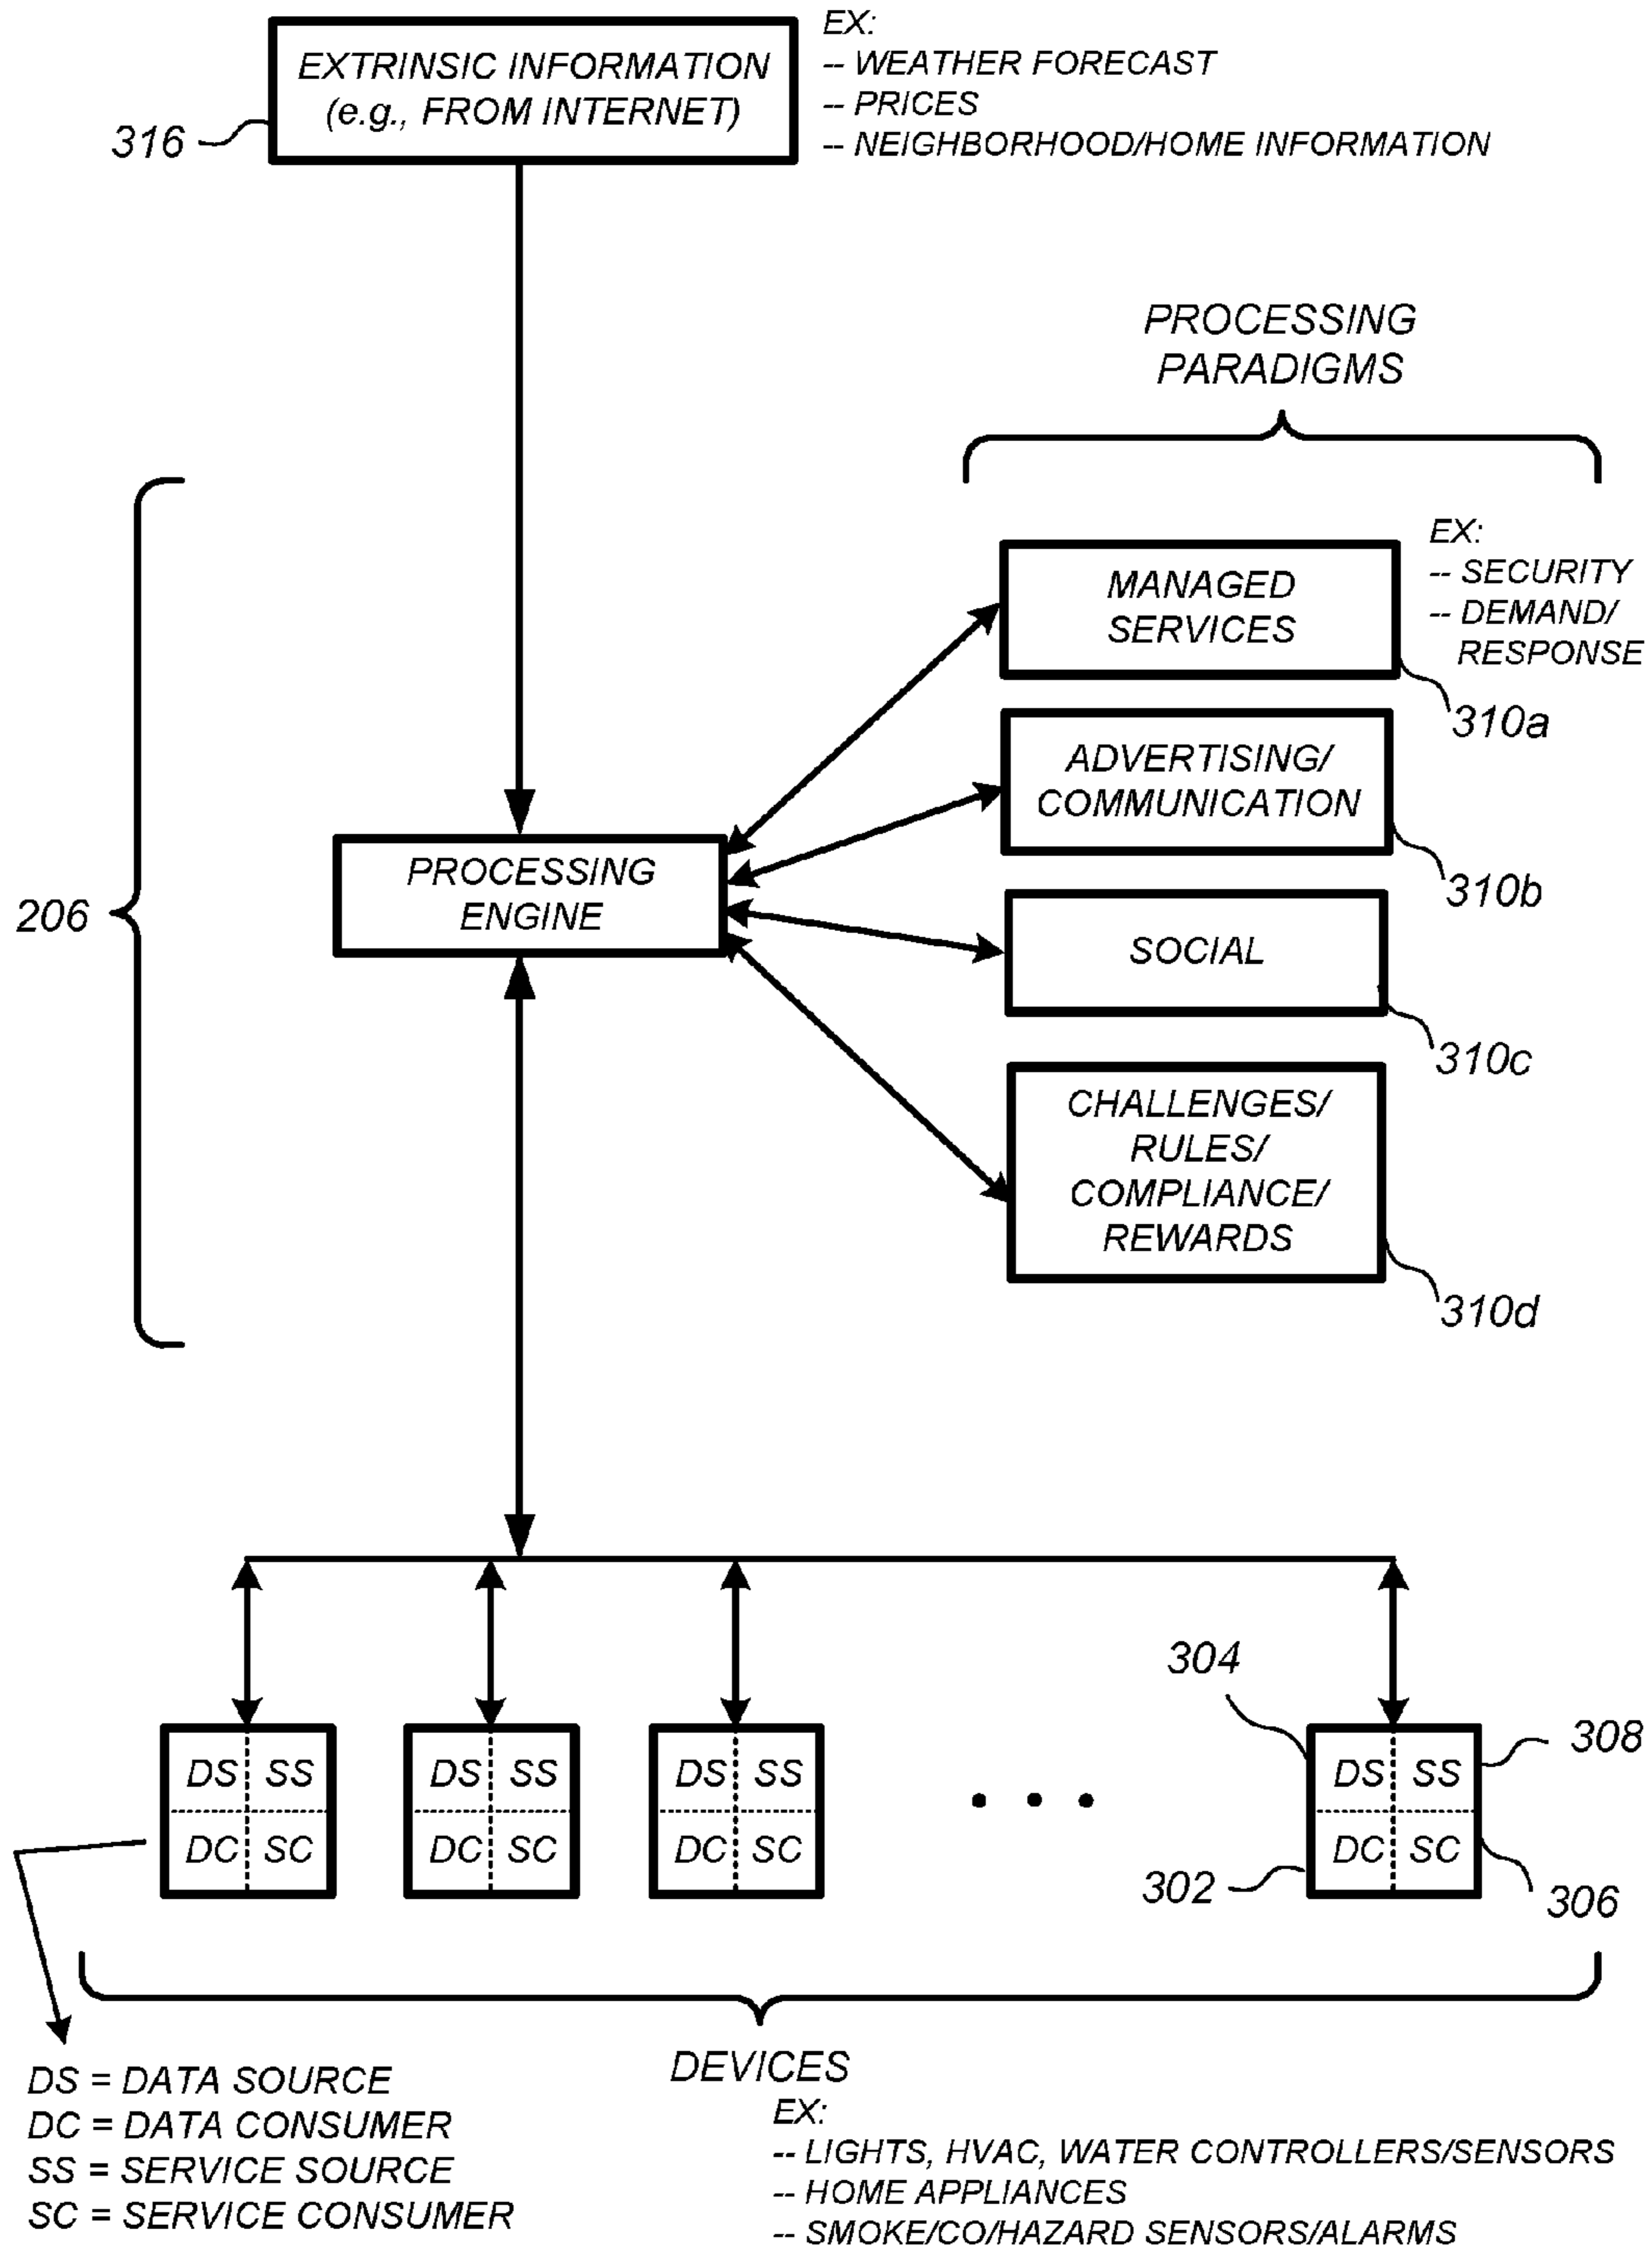 EXTRINSIC INFORMATION
(e.g., FROM INTERNET)
316
EX:
-- WEATHER FORECAST
-- PRICES
-- NEIGHBORHOOD/HOME INFORMATION
PROCESSING
PARADIGMS
206
PROCESSING
ENGINE
MANAGED
SERVICES
EX:
-- SECURITY
-- DEMAND/
RESPONSE
310a
ADVERTISING/
COMMUNICATION
310b
SOCIAL
310c
CHALLENGES/
RULES/
COMPLIANCE/
REWARDS
310d
DS SS
DC SC
DS SS
DC SC
DS SS
DC SC
• • •
304
308
DS SS
DC SC
302
306
DS = DATA SOURCE
DC = DATA CONSUMER
SS = SERVICE SOURCE
SC = SERVICE CONSUMER
DEVICES
EX:
-- LIGHTS, HVAC, WATER CONTROLLERS/SENSORS
-- HOME APPLIANCES
-- SMOKE/CO/HAZARD SENSORS/ALARMS